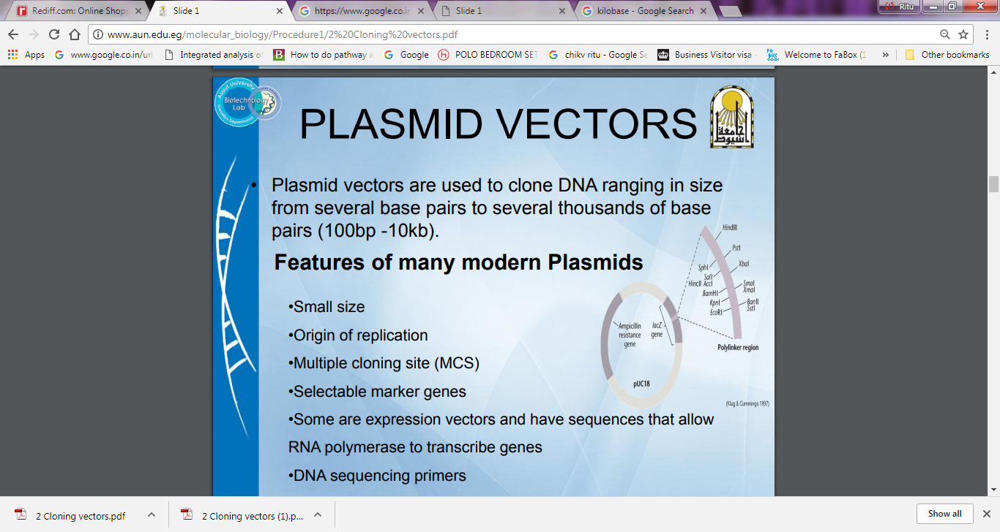 Rediff.com: Online Shopp
Slide 1
https://www.google.co.in
Slide 1
kilobase - Google Search
Ritu
www.aun.edu.eg/molecular_biology/Procedure1/2%20Cloning%20vectors.pdf
Apps
www.google.co.in/url
Integrated analysis of
How to do pathway a
Google
POLO BEDROOM SET
chikv ritu - Google Se
Business Visitor visa -
Welcome to FaBox (1
»
Other bookmarks
Assiut University
Biotechnology
Lab
Genetics Department
جامعة
اسيوط
PLASMID VECTORS
• Plasmid vectors are used to clone DNA ranging in size
from several base pairs to several thousands of base
pairs (100bp -10kb).
Features of many modern Plasmids
•Small size
•Origin of replication
•Multiple cloning site (MCS)
•Selectable marker genes
•Some are expression vectors and have sequences that allow
RNA polymerase to transcribe genes
•DNA sequencing primers
HindIII
PstI
SphI
XbaI
SalI
HincII AccI
SmaI
XmaI
BamHI
KpnI
BanII
SstI
EcoRI
Polylinker region
Ampicillin
resistance
gene
lacZ
gene
pUC18
(Klug & Cummings 1997)
2 Cloning vectors.pdf
2 Cloning vectors (1).p...
Show all